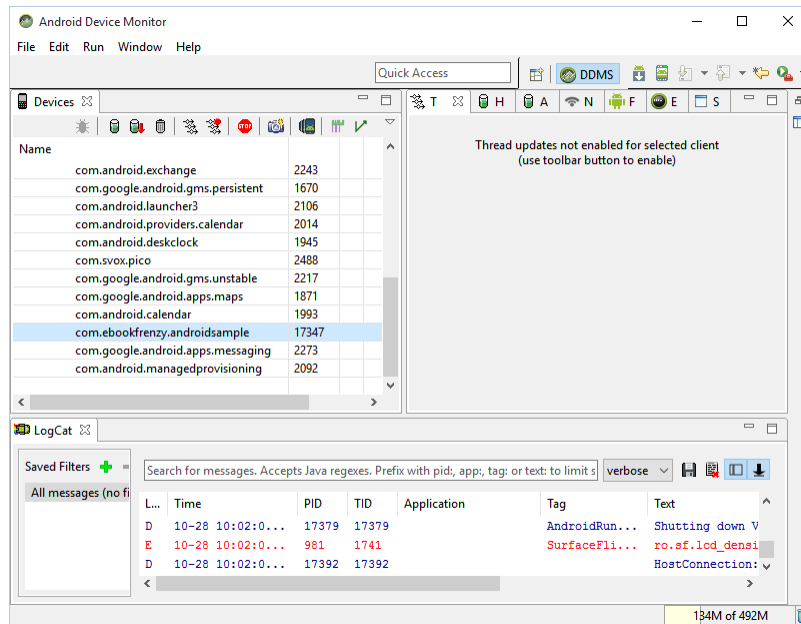 Android Device Monitor
File Edit Run Window Help
Quick Access
DDMS
Devices
Name
com.android.exchange 2243
com.google.android.gms.persistent 1670
com.android.launcher3 2106
com.android.providers.calendar 2014
com.android.deskclock 1945
com.svox.pico 2488
com.google.android.gms.unstable 2217
com.google.android.apps.maps 1871
com.android.calendar 1993
com.ebookfrenzy.androidsample 17347
com.google.android.apps.messaging 2273
com.android.managedprovisioning 2092
T H A N F E S
Thread updates not enabled for selected client
(use toolbar button to enable)
LogCat
Saved Filters
All messages (no fi
Search for messages. Accepts Java regexes. Prefix with pid:, app:, tag: or text: to limit s
verbose
L... Time PID TID Application Tag Text
D 10-28 10:02:0... 17379 17379 AndroidRun... Shutting down V
E 10-28 10:02:0... 981 1741 SurfaceFli... ro.sf.lcd_densi
D 10-28 10:02:0... 17392 17392 HostConnection:
134M of 492M